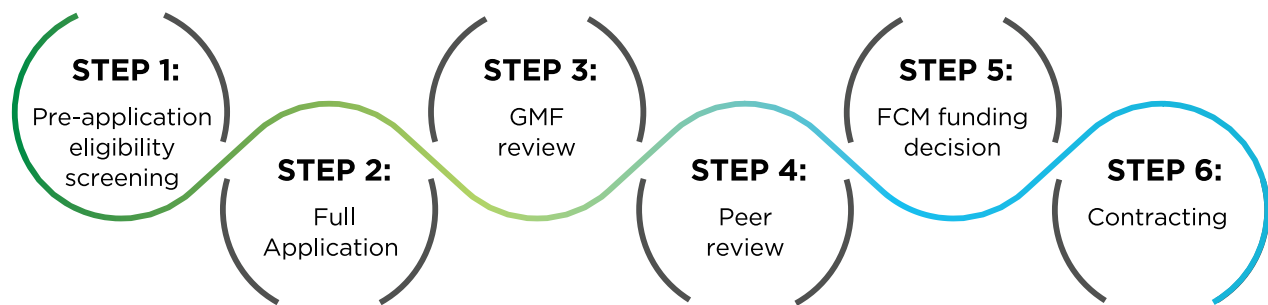 STEP 1:
Pre-application
eligibility
screening
STEP 2:
Full
Application
STEP 3:
GMF
review
STEP 4:
Peer
review
STEP 5:
FCM funding
decision
STEP 6:
Contracting